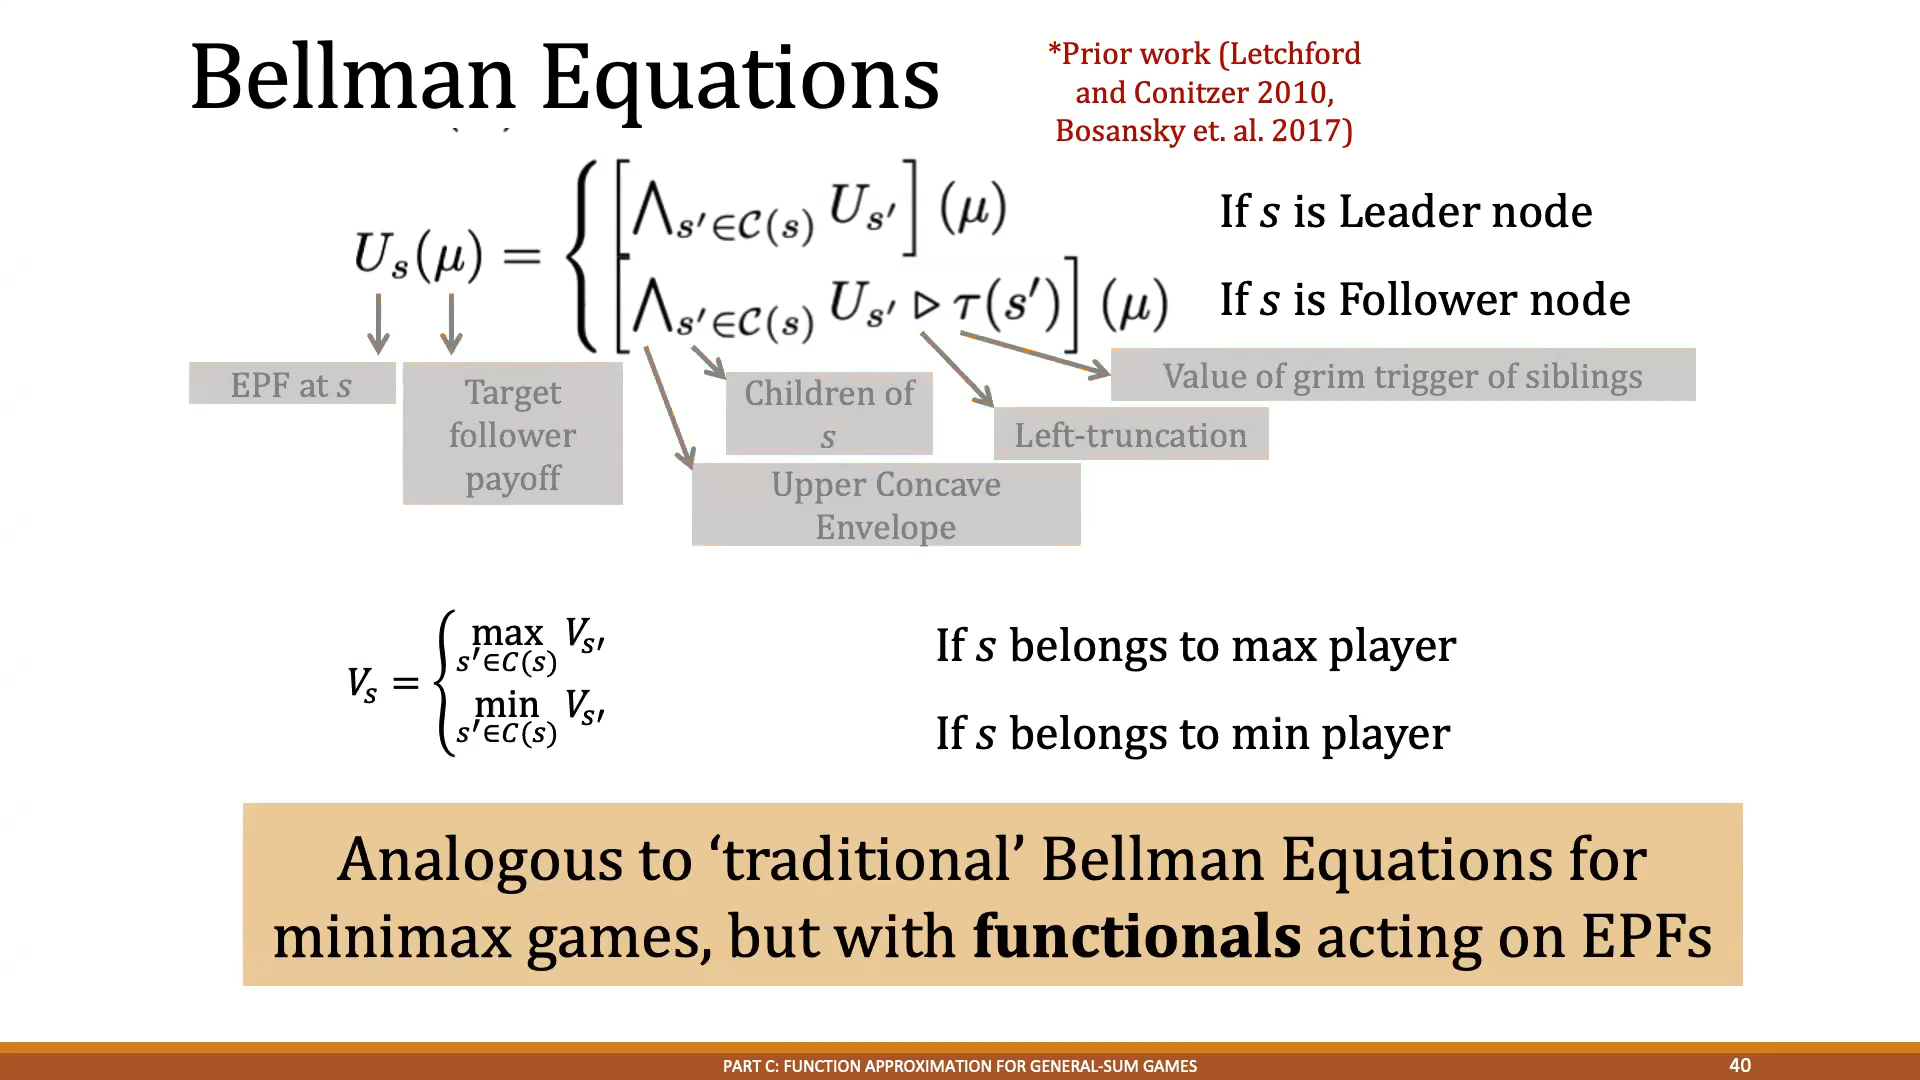 Bellman Equations
*Prior work (Letchford
and Conitzer 2010,
Bosansky et. al. 2017)
U_s(μ) = { [⋀_{s′∈𝒞(s)} U_{s′}] (μ)
If s is Leader node
[⋀_{s′∈𝒞(s)} U_{s′} ▷ τ(s′)] (μ)
If s is Follower node
EPF at s
Target
follower
payoff
Children of
s
Upper Concave
Envelope
Left-truncation
Value of grim trigger of siblings
V_s = { max_{s′∈C(s)} V_{s′}
If s belongs to max player
min_{s′∈C(s)} V_{s′}
If s belongs to min player
Analogous to ‘traditional’ Bellman Equations for
minimax games, but with functionals acting on EPFs
PART C: FUNCTION APPROXIMATION FOR GENERAL-SUM GAMES
40